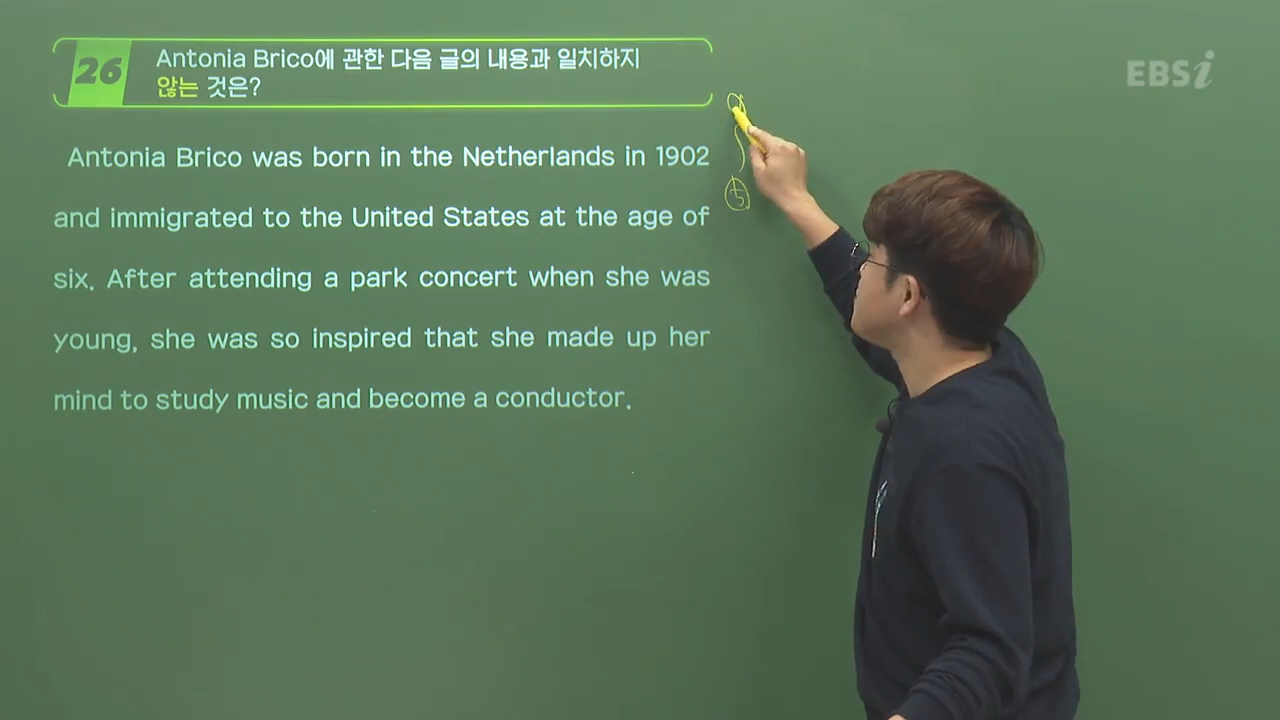 26
Antonia Brico에 관한 다음 글의 내용과 일치하지
않는 것은?
EBSi
Antonia Brico was born in the Netherlands in 1902
and immigrated to the United States at the age of
six. After attending a park concert when she was
young, she was so inspired that she made up her
mind to study music and become a conductor.